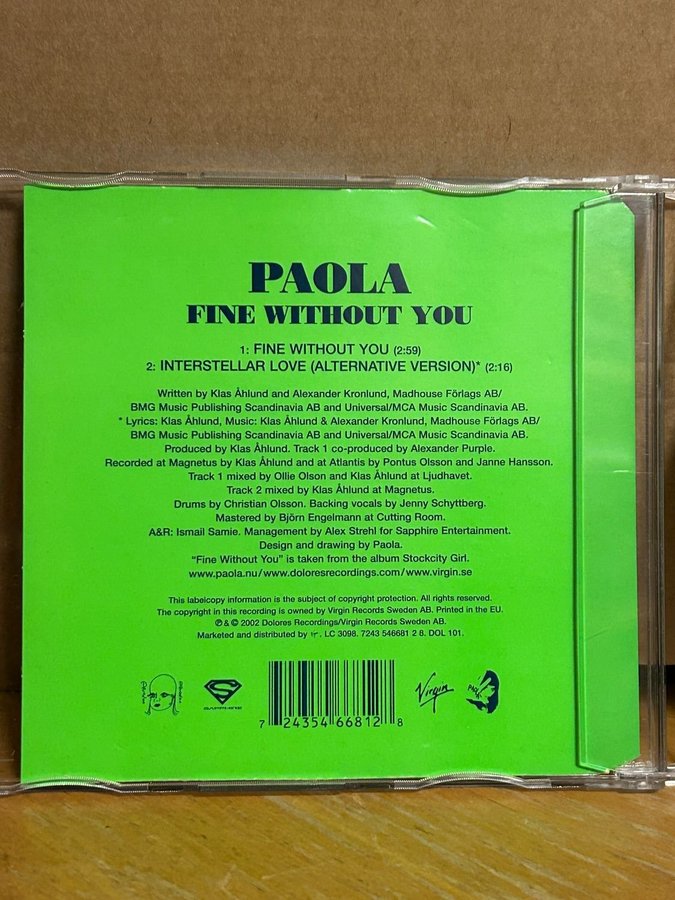 PAOLA
FINE WITHOUT YOU
1: FINE WITHOUT YOU (2:59)
2: INTERSTELLAR LOVE (ALTERNATIVE VERSION)* (2:16)
Written by Klas Åhlund and Alexander Kronlund, Madhouse Förlags AB/
BMG Music Publishing Scandinavia AB and Universal/MCA Music Scandinavia AB.
* Lyrics: Klas Åhlund, Music: Klas Åhlund & Alexander Kronlund, Madhouse Förlags AB/
BMG Music Publishing Scandinavia AB and Universal/MCA Music Scandinavia AB.
Produced by Klas Åhlund. Track 1 co-produced by Alexander Purple.
Recorded at Magnetus by Klas Åhlund and at Atlantis by Pontus Olsson and Janne Hansson.
Track 1 mixed by Ollie Olson and Klas Åhlund at Ljudhavet.
Track 2 mixed by Klas Åhlund at Magnetus.
Drums by Christian Olsson. Backing vocals by Jenny Schyttberg.
Mastered by Björn Engelmann at Cutting Room.
A&R: Ismail Samie. Management by Alex Strehl for Sapphire Entertainment.
Design and drawing by Paola.
“Fine Without You” is taken from the album Stockcity Girl.
www.paola.nu/www.doloresrecordings.com/www.virgin.se
This labelcopy information is the subject of copyright protection. All rights reserved.
The copyright in this recording is owned by Virgin Records Sweden AB. Printed in the EU.
℗ & © 2002 Dolores Recordings/Virgin Records Sweden AB.
Marketed and distributed by . LC 3098. 7243 546681 2 8. DOL 101.
Virgin
7 24354 66812 8